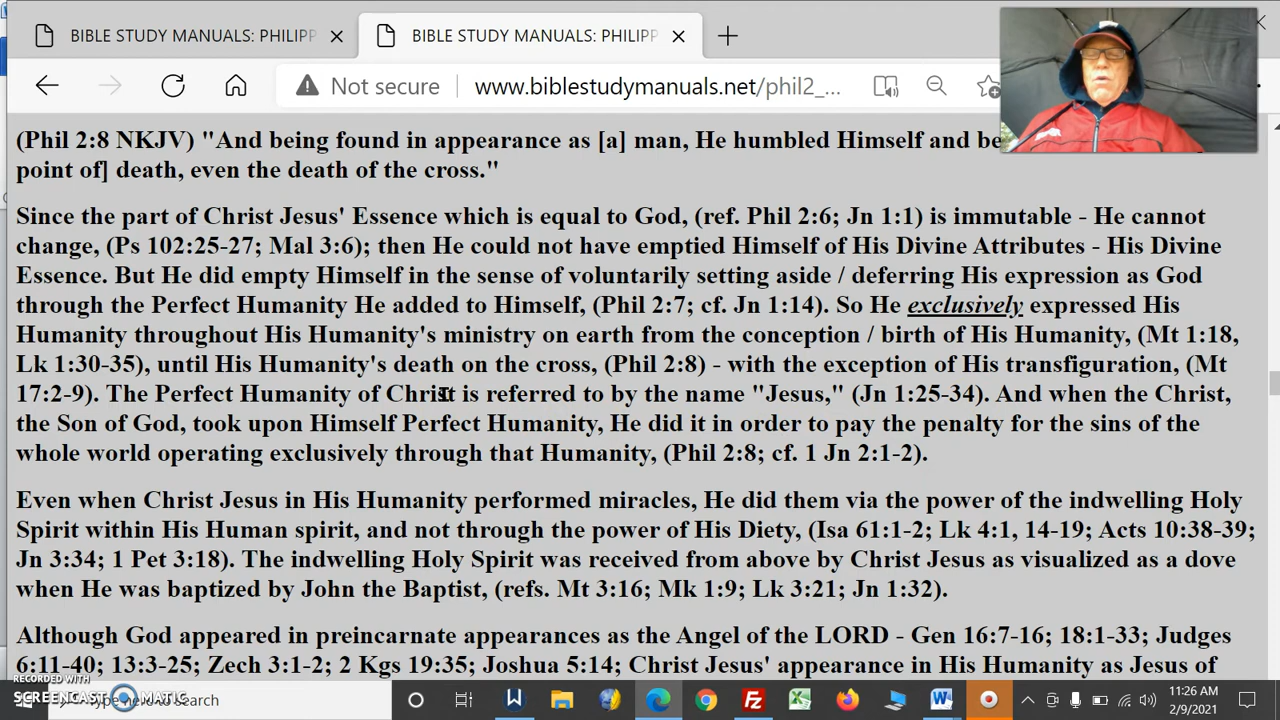 BIBLE STUDY MANUALS: PHILIPP
BIBLE STUDY MANUALS: PHILIPP
Not secure
www.biblestudymanuals.net/phil2_...
(Phil 2:8 NKJV) "And being found in appearance as [a] man, He humbled Himself and be
point of] death, even the death of the cross."
Since the part of Christ Jesus' Essence which is equal to God, (ref. Phil 2:6; Jn 1:1) is immutable - He cannot
change, (Ps 102:25-27; Mal 3:6); then He could not have emptied Himself of His Divine Attributes - His Divine
Essence. But He did empty Himself in the sense of voluntarily setting aside / deferring His expression as God
through the Perfect Humanity He added to Himself, (Phil 2:7; cf. Jn 1:14). So He exclusively expressed His
Humanity throughout His Humanity's ministry on earth from the conception / birth of His Humanity, (Mt 1:18,
Lk 1:30-35), until His Humanity's death on the cross, (Phil 2:8) - with the exception of His transfiguration, (Mt
17:2-9). The Perfect Humanity of Christ is referred to by the name "Jesus," (Jn 1:25-34). And when the Christ,
the Son of God, took upon Himself Perfect Humanity, He did it in order to pay the penalty for the sins of the
whole world operating exclusively through that Humanity, (Phil 2:8; cf. 1 Jn 2:1-2).
Even when Christ Jesus in His Humanity performed miracles, He did them via the power of the indwelling Holy
Spirit within His Human spirit, and not through the power of His Diety, (Isa 61:1-2; Lk 4:1, 14-19; Acts 10:38-39;
Jn 3:34; 1 Pet 3:18). The indwelling Holy Spirit was received from above by Christ Jesus as visualized as a dove
when He was baptized by John the Baptist, (refs. Mt 3:16; Mk 1:9; Lk 3:21; Jn 1:32).
Although God appeared in preincarnate appearances as the Angel of the LORD - Gen 16:7-16; 18:1-33; Judges
6:11-40; 13:3-25; Zech 3:1-2; 2 Kgs 19:35; Joshua 5:14; Christ Jesus' appearance in His Humanity as Jesus of
RECORDED WITH
SCREENCAST MATIC
Type here to search
11:26 AM
2/9/2021